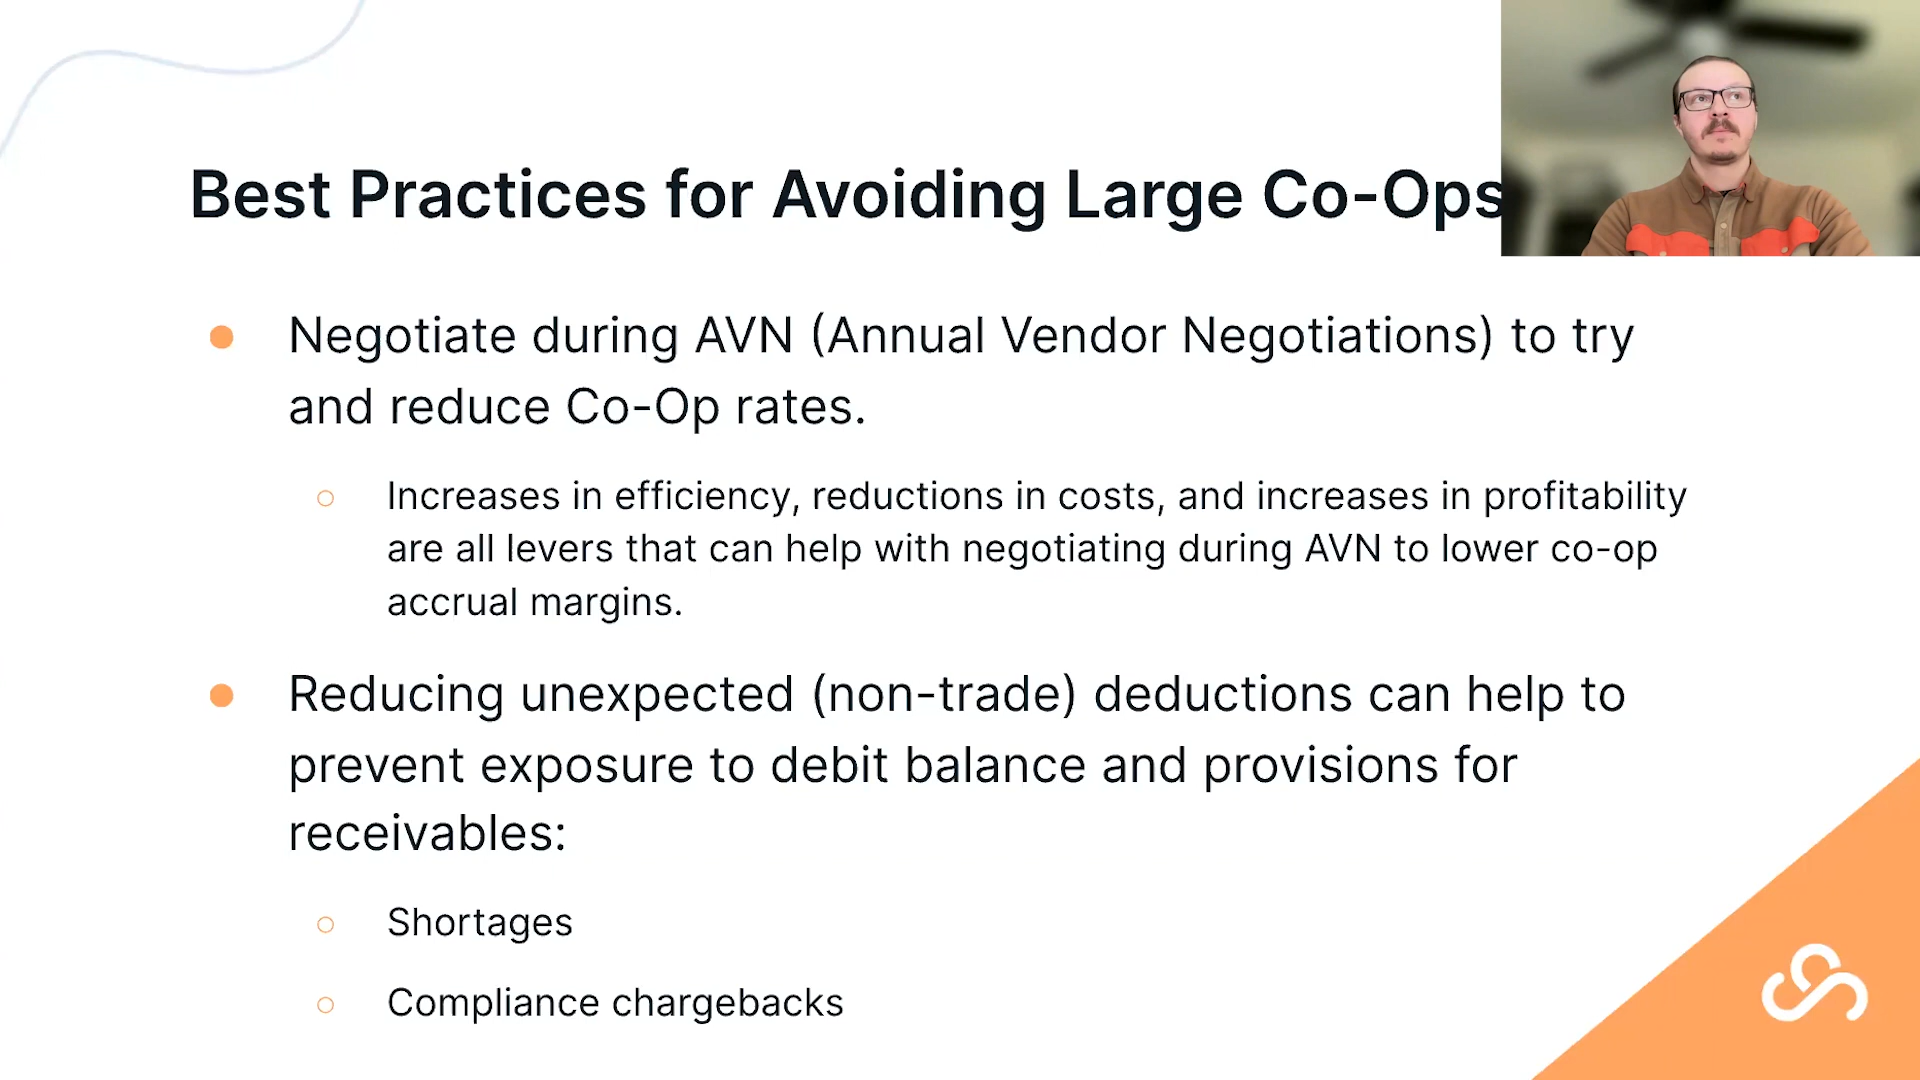 Best Practices for Avoiding Large Co-Ops
Negotiate during AVN (Annual Vendor Negotiations) to try
and reduce Co-Op rates.
Increases in efficiency, reductions in costs, and increases in profitability
are all levers that can help with negotiating during AVN to lower co-op
accrual margins.
Reducing unexpected (non-trade) deductions can help to
prevent exposure to debit balance and provisions for
receivables:
Shortages
Compliance chargebacks